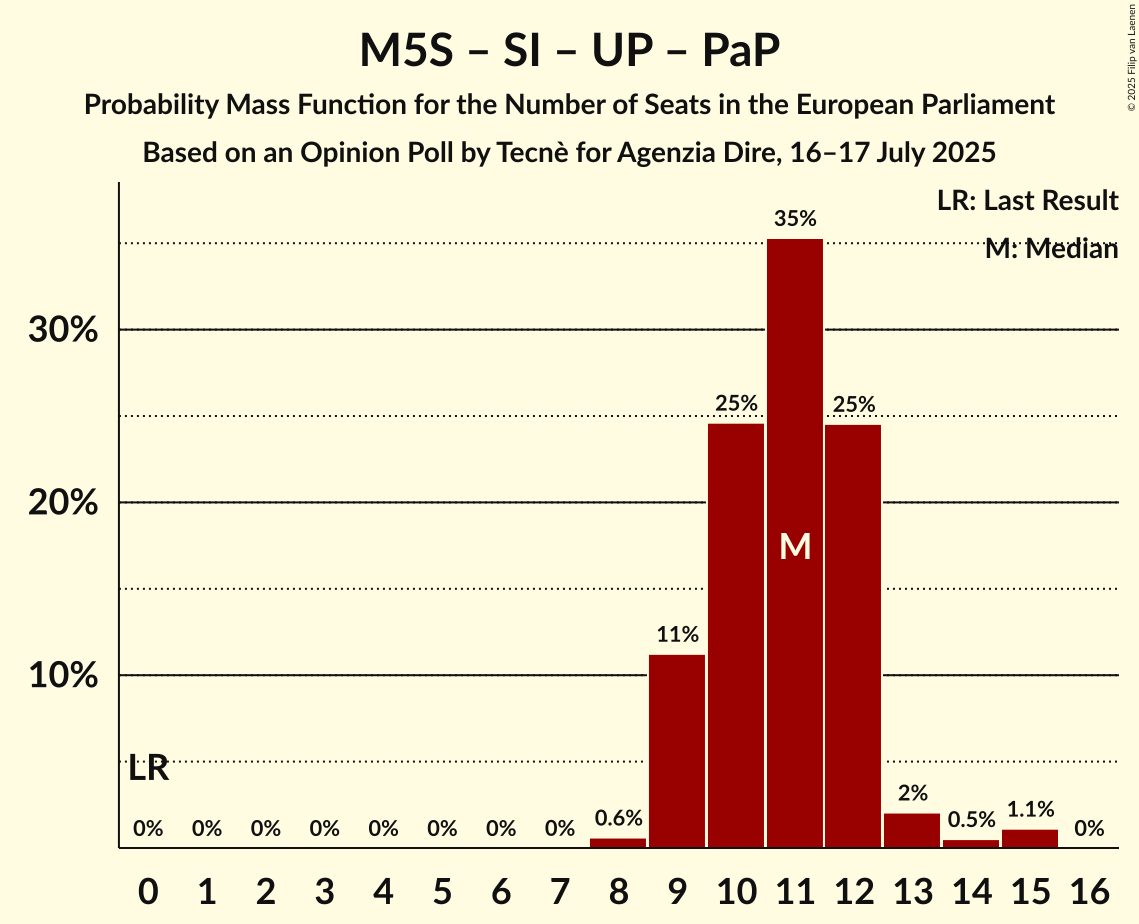 M5S – SI – UP – PaP
Probability Mass Function for the Number of Seats in the European Parliament
Based on an Opinion Poll by Tecnè for Agenzia Dire, 16–17 July 2025
© 2025 Filip van Laenen
LR: Last Result
M: Median
35%
30%
25%
25%
20%
M
11%
10%
LR
0%
0%
0%
0%
0%
0%
0%
0%
0.6%
2%
0.5%
1.1%
0%
0 1 2 3 4 5 6 7 8 9 10 11 12 13 14 15 16